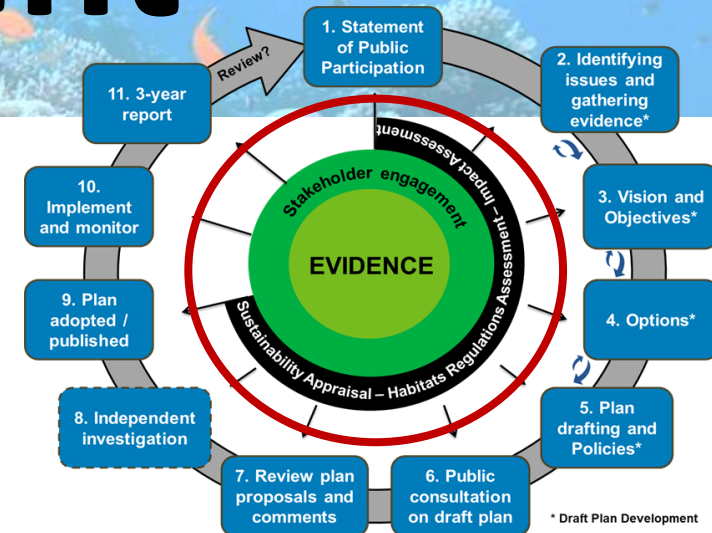 1. Statement
of Public
Participation
2. Identifying
issues and
gathering
evidence*
3. Vision and
Objectives*
4. Options*
5. Plan
drafting and
Policies*
6. Public
consultation
on draft plan
7. Review plan
proposals and
comments
8. Independent
investigation
9. Plan
adopted /
published
10.
Implement
and monitor
11. 3-year
report
Review?
Sustainability Appraisal – Habitats Regulations Assessment – Impact Assessment
Stakeholder engagement
EVIDENCE
* Draft Plan Development